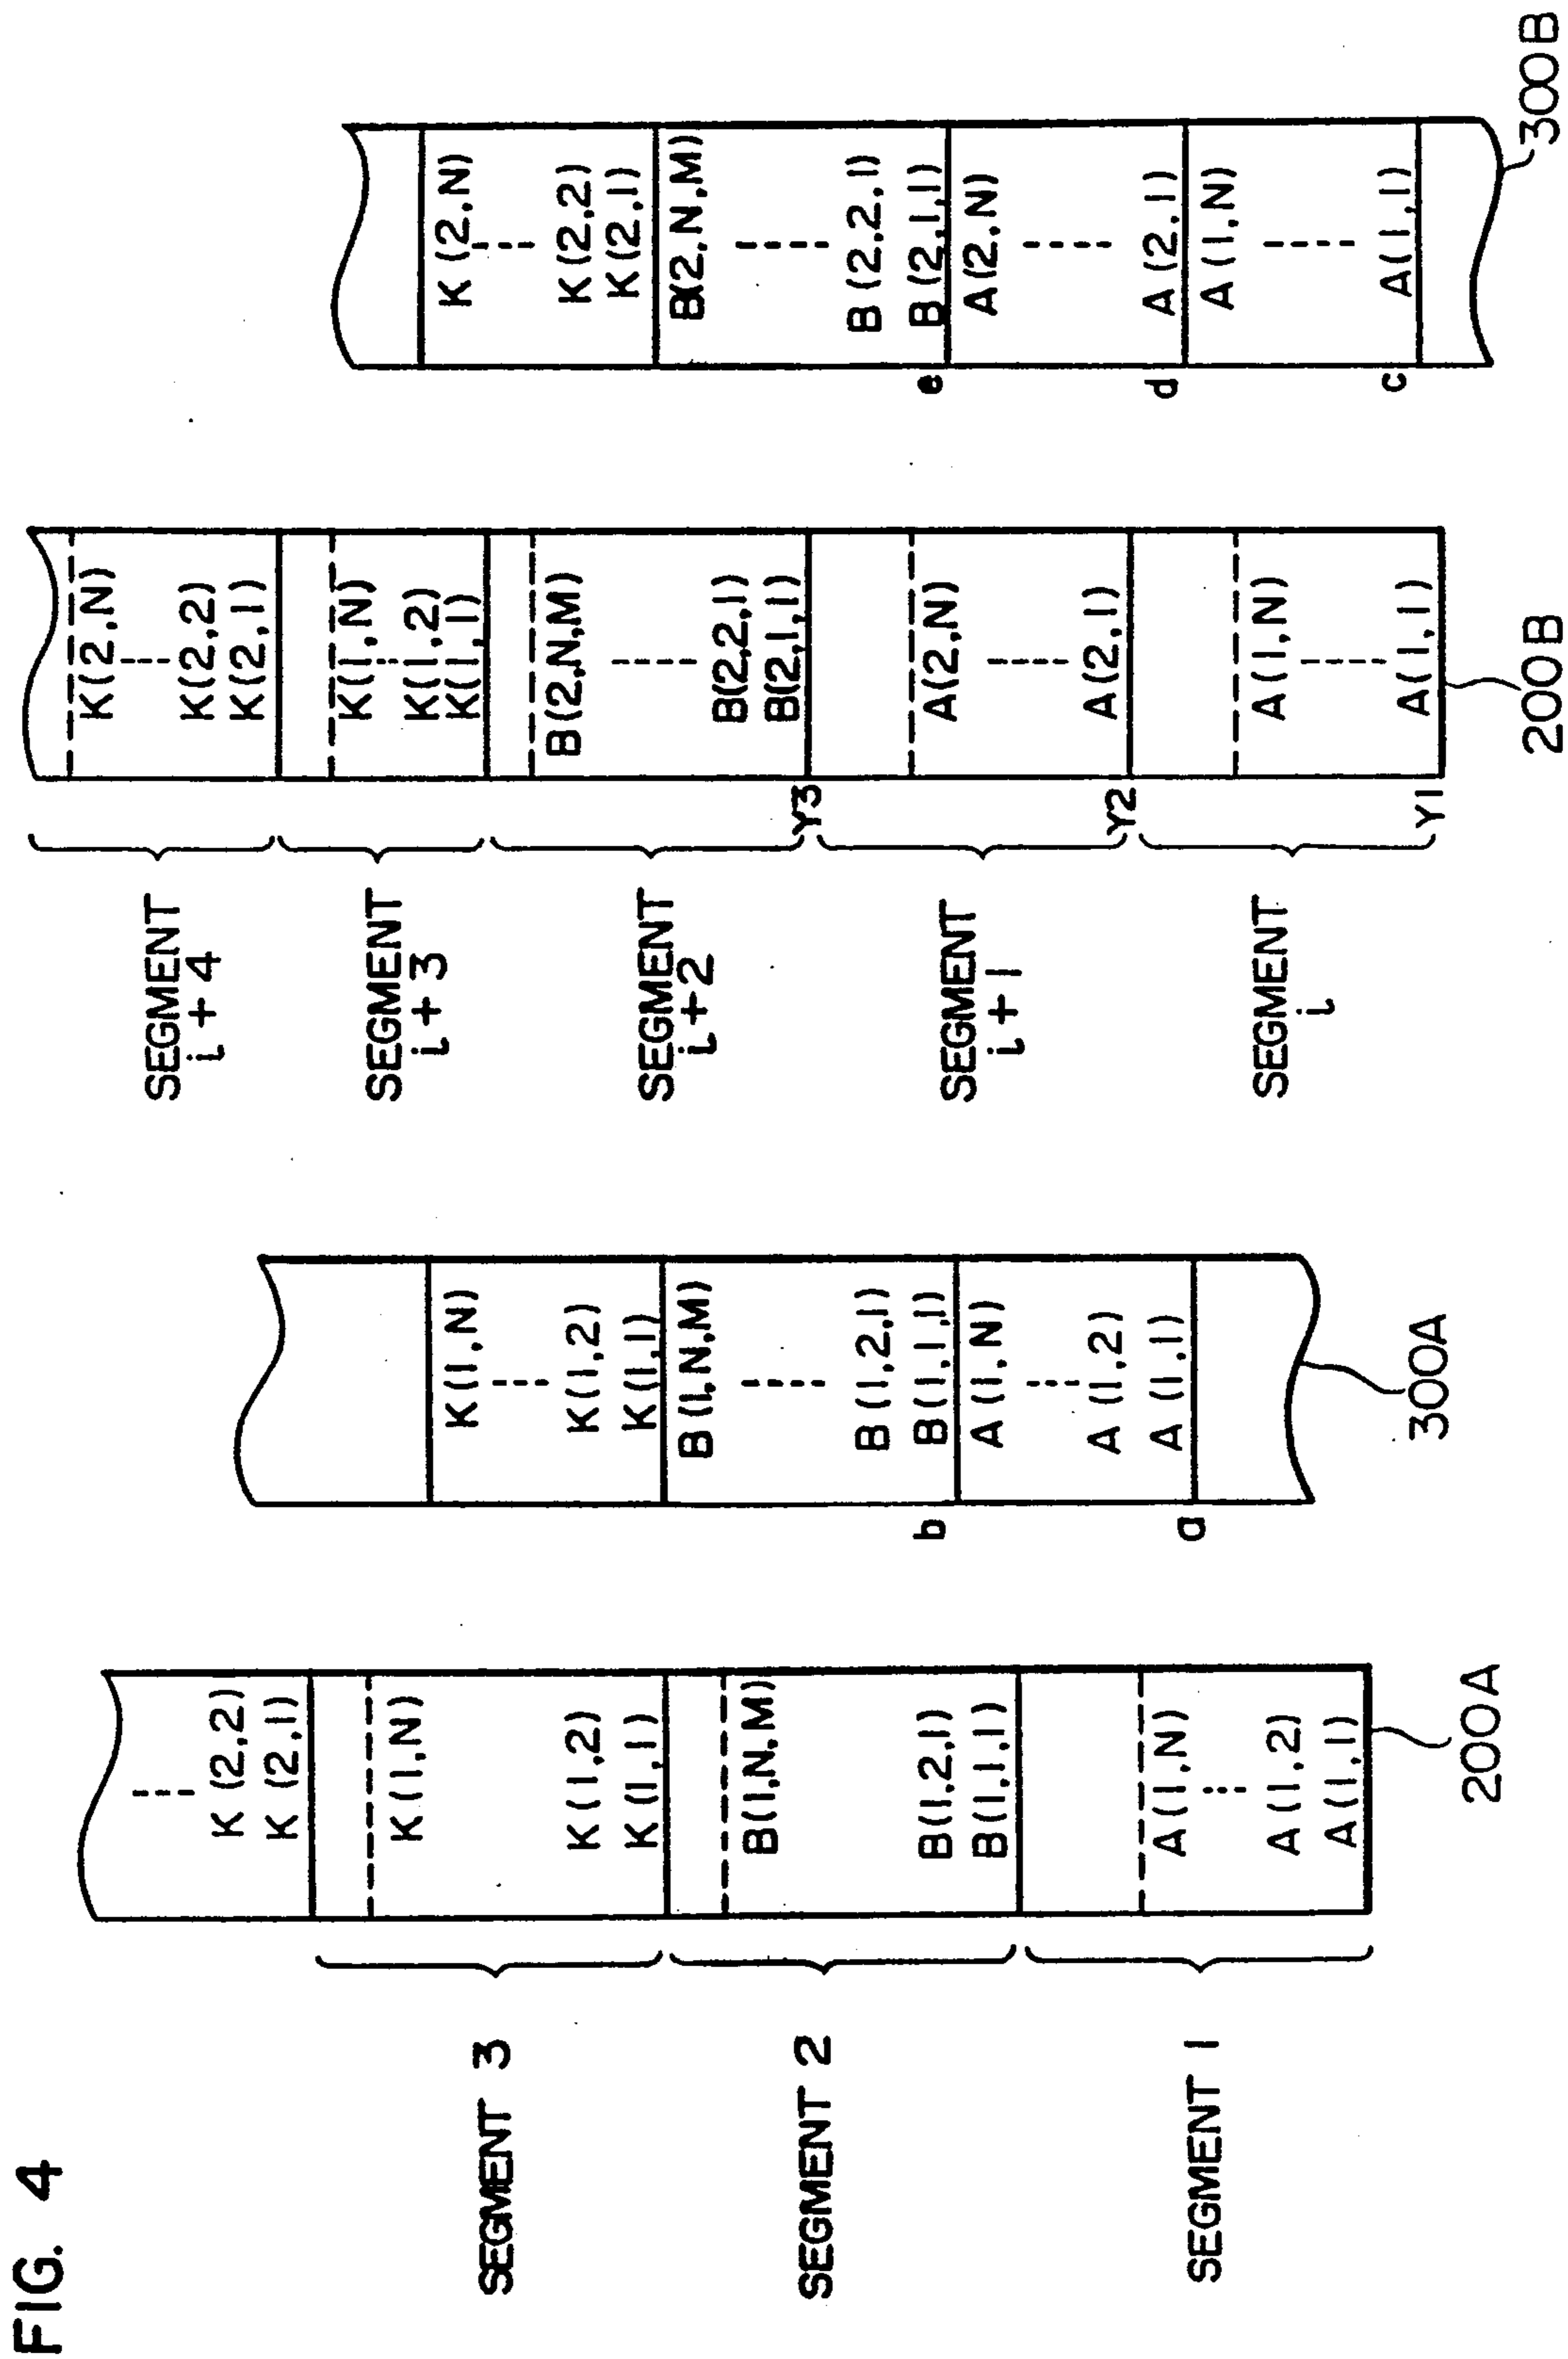 FIG. 4
SEGMENT 3
SEGMENT 2
SEGMENT 1
K (2,2)
K (2,1)
K (1,N)
K (1,2)
K (1,1)
B(1,N,M)
B(1,2,1)
B(1,1,1)
A (1,N)
A (1,2)
A (1,1)
200A
K (1,N)
K (1,2)
K (1,1)
B (1,N,M)
B (1,2,1)
B (1,1,1)
A (1,N)
A (1,2)
A (1,1)
b
a
300A
SEGMENT
i + 4
SEGMENT
i + 3
SEGMENT
i + 2
SEGMENT
i + 1
SEGMENT
i
K(2,N)
K(2,2)
K(2,1)
K(1,N)
K(1,2)
K(1,1)
B(2,N,M)
B(2,2,1)
B(2,1,1)
A(2,N)
A(2,1)
A(1,N)
A(1,1)
Y3
Y2
Y1
200B
K (2,N)
K (2,2)
K (2,1)
B(2,N,M)
B (2,2,1)
B (2,1,1)
A (2,N)
A (2,1)
A (1,N)
A (1,1)
e
d
c
300B